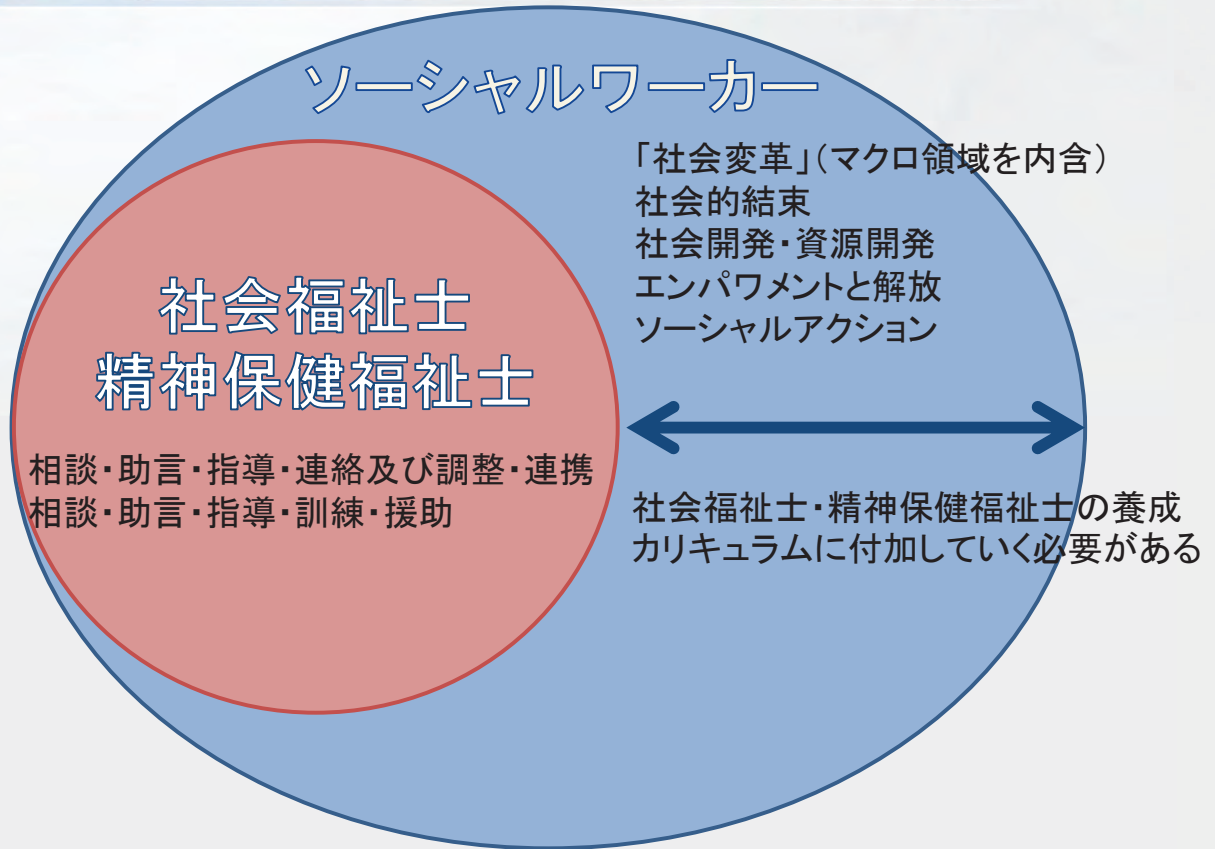 ソーシャルワーカー
「社会変革」(マクロ領域を内含)
社会的結束
社会開発・資源開発
エンパワメントと解放
ソーシャルアクション
社会福祉士
精神保健福祉士
相談・助言・指導・連絡及び調整・連携
相談・助言・指導・訓練・援助
社会福祉士・精神保健福祉士の養成
カリキュラムに付加していく必要がある